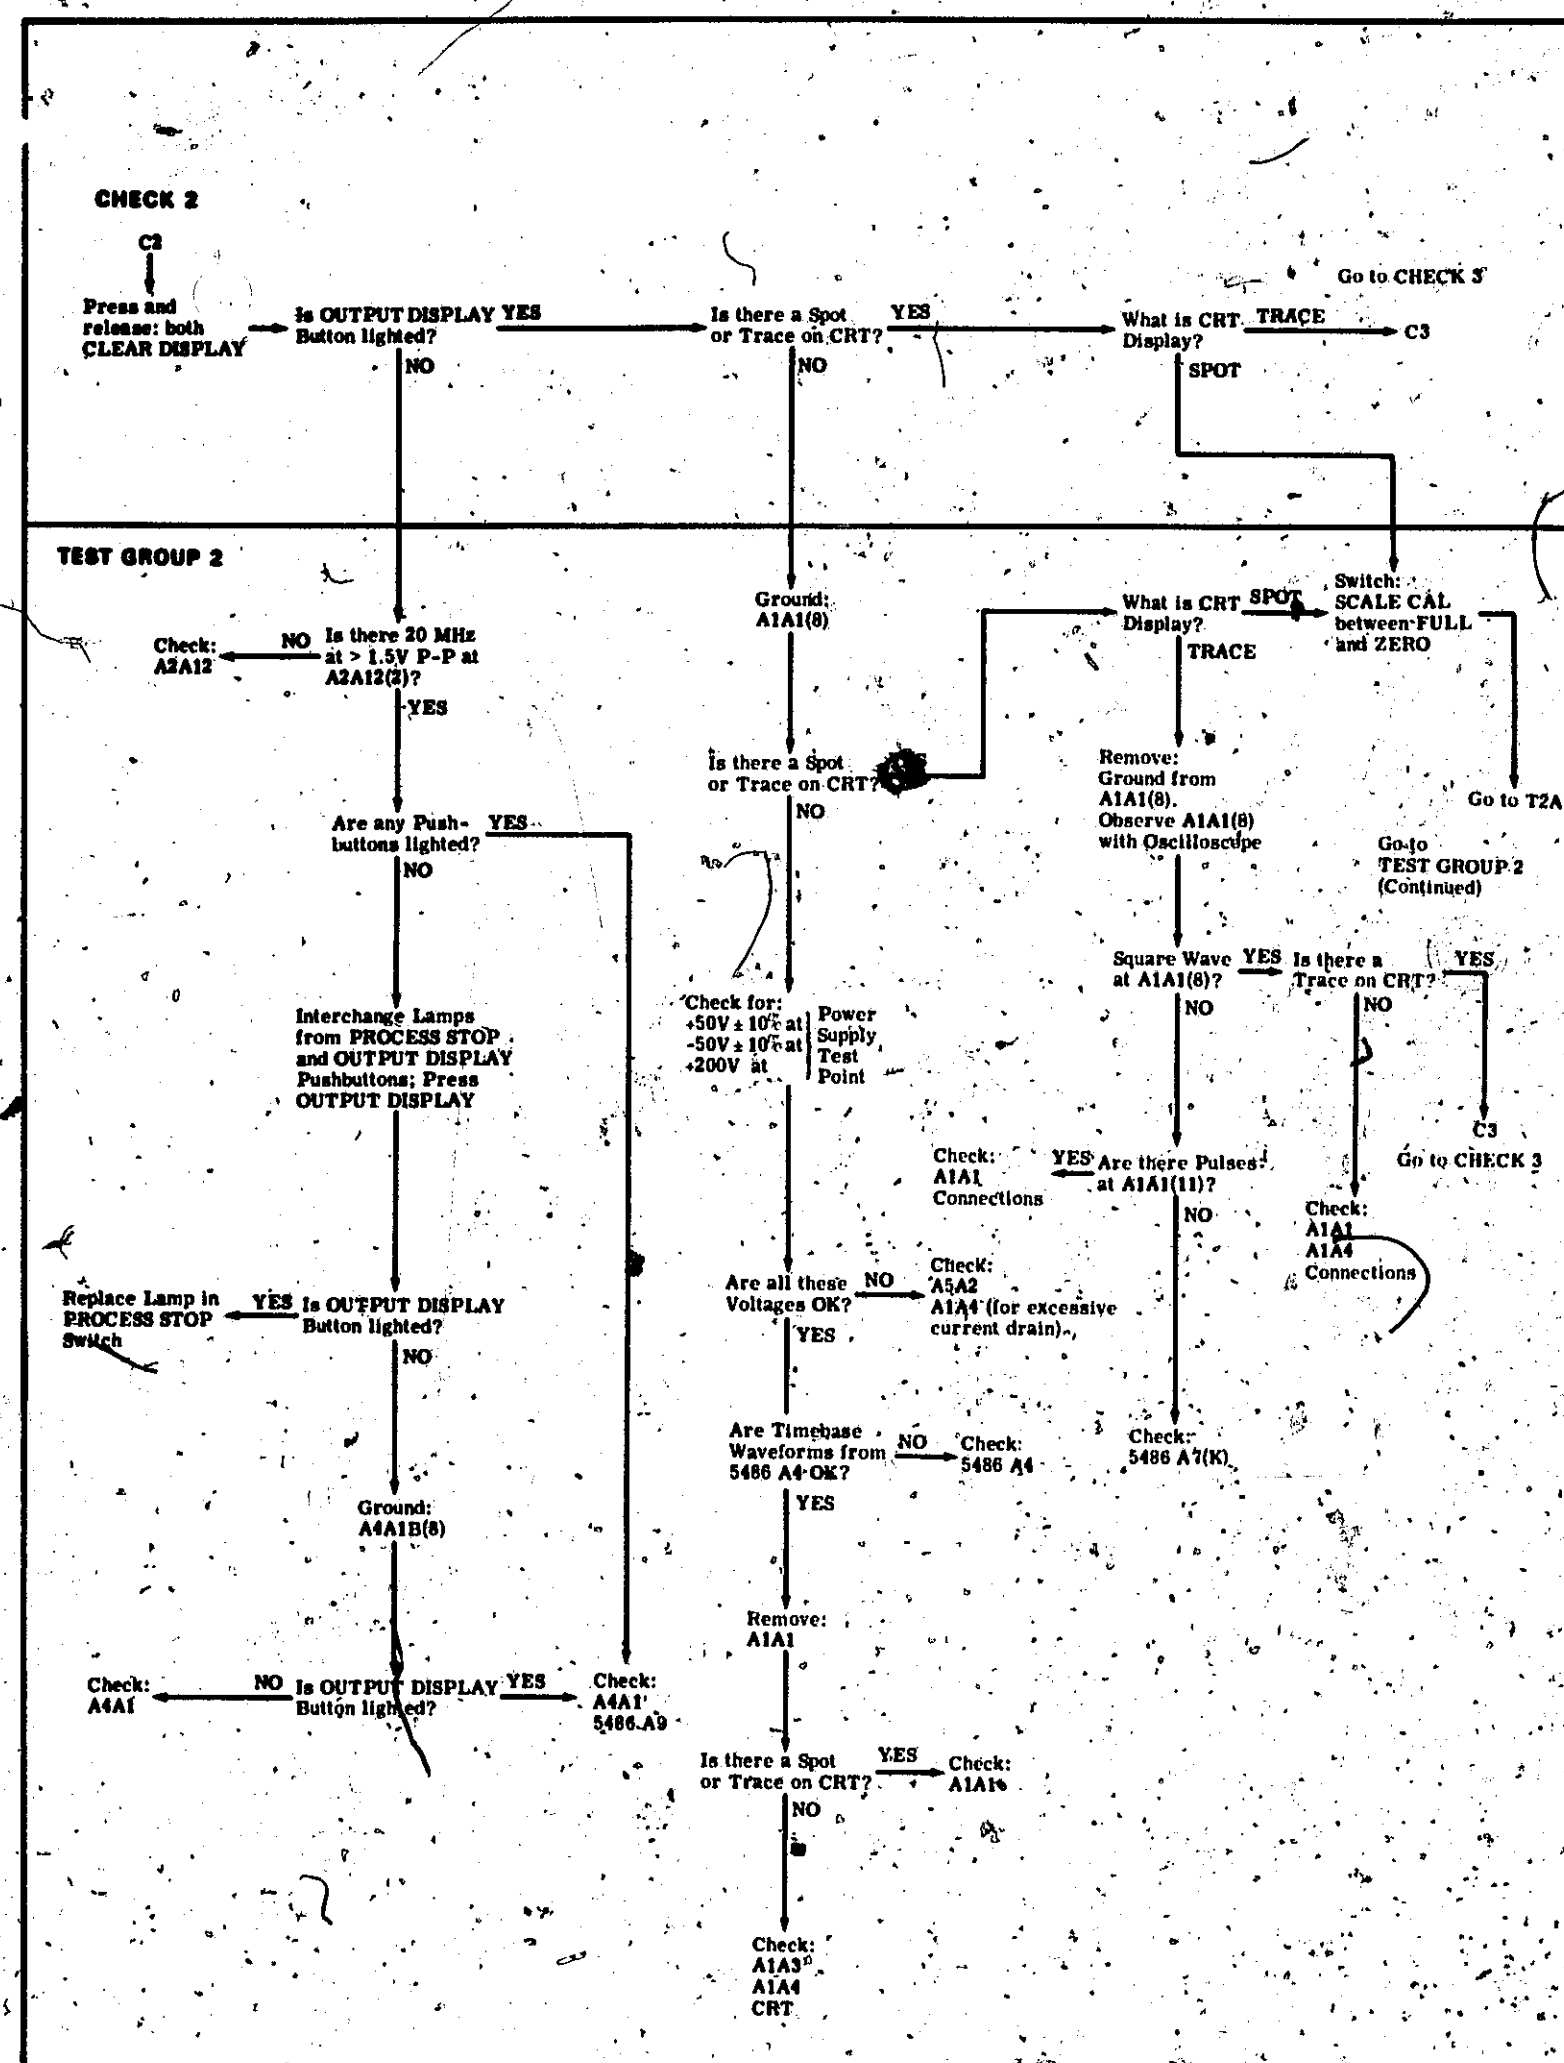 CHECK 2
C2
Press and
release: both
CLEAR DISPLAY
Is OUTPUT DISPLAY
Button lighted?
YES
NO
Is there a Spot
or Trace on CRT?
YES
NO
What is CRT
Display?
TRACE
SPOT
Go to CHECK 3
C3
TEST GROUP 2
Is there 20 MHz
at > 1.5V P-P at
A2A12(2)?
NO
Check:
A2A12
YES
Are any Push-
buttons lighted?
YES
NO
Interchange Lamps
from PROCESS STOP
and OUTPUT DISPLAY
Pushbuttons; Press
OUTPUT DISPLAY
Is OUTPUT DISPLAY
Button lighted?
YES
Replace Lamp in
PROCESS STOP
Switch
NO
Ground:
A4A1B(8)
Is OUTPUT DISPLAY
Button lighted?
NO
Check:
A4A1
YES
Check:
A4A1
5486 A9
Ground:
A1A1(8)
Is there a Spot
or Trace on CRT?
NO
Check for:
+50V ± 10% at
-50V ± 10% at
+200V at
Power
Supply
Test
Point
Are all these
Voltages OK?
NO
Check:
A5A2
A1A4 (for excessive
current drain).
YES
Are Timebase
Waveforms from
5486 A4 OK?
NO
Check:
5486 A4
YES
Remove:
A1A1
Is there a Spot
or Trace on CRT?
YES
Check:
A1A1
NO
Check:
A1A3
A1A4
CRT
What is CRT
Display?
SPOT
TRACE
Switch:
SCALE CAL
between FULL
and ZERO
Go to T2A
Go to
TEST GROUP 2
(Continued)
Remove:
Ground from
A1A1(8).
Observe A1A1(8)
with Oscilloscope
Square Wave
at A1A1(8)?
YES
NO
Is there a
Trace on CRT?
YES
NO
C3
Go to CHECK 3
Check:
A1A1
A1A4
Connections
Are there Pulses
at A1A1(11)?
YES
Check:
A1A1
Connections
NO
Check:
5486 A7(K)